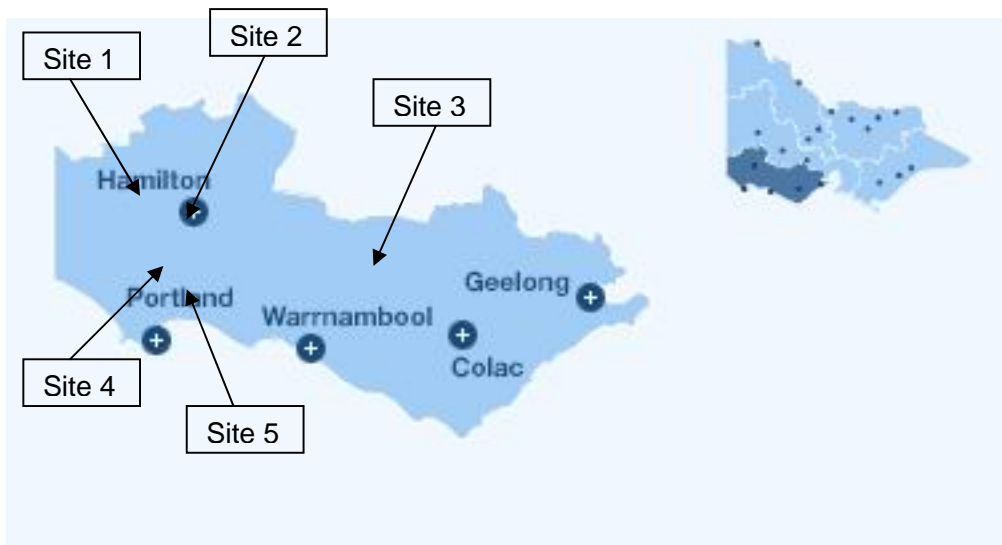 Site 1
Site 2
Site 3
Hamilton
Portland
Warrnambool
Geelong
Colac
Site 4
Site 5